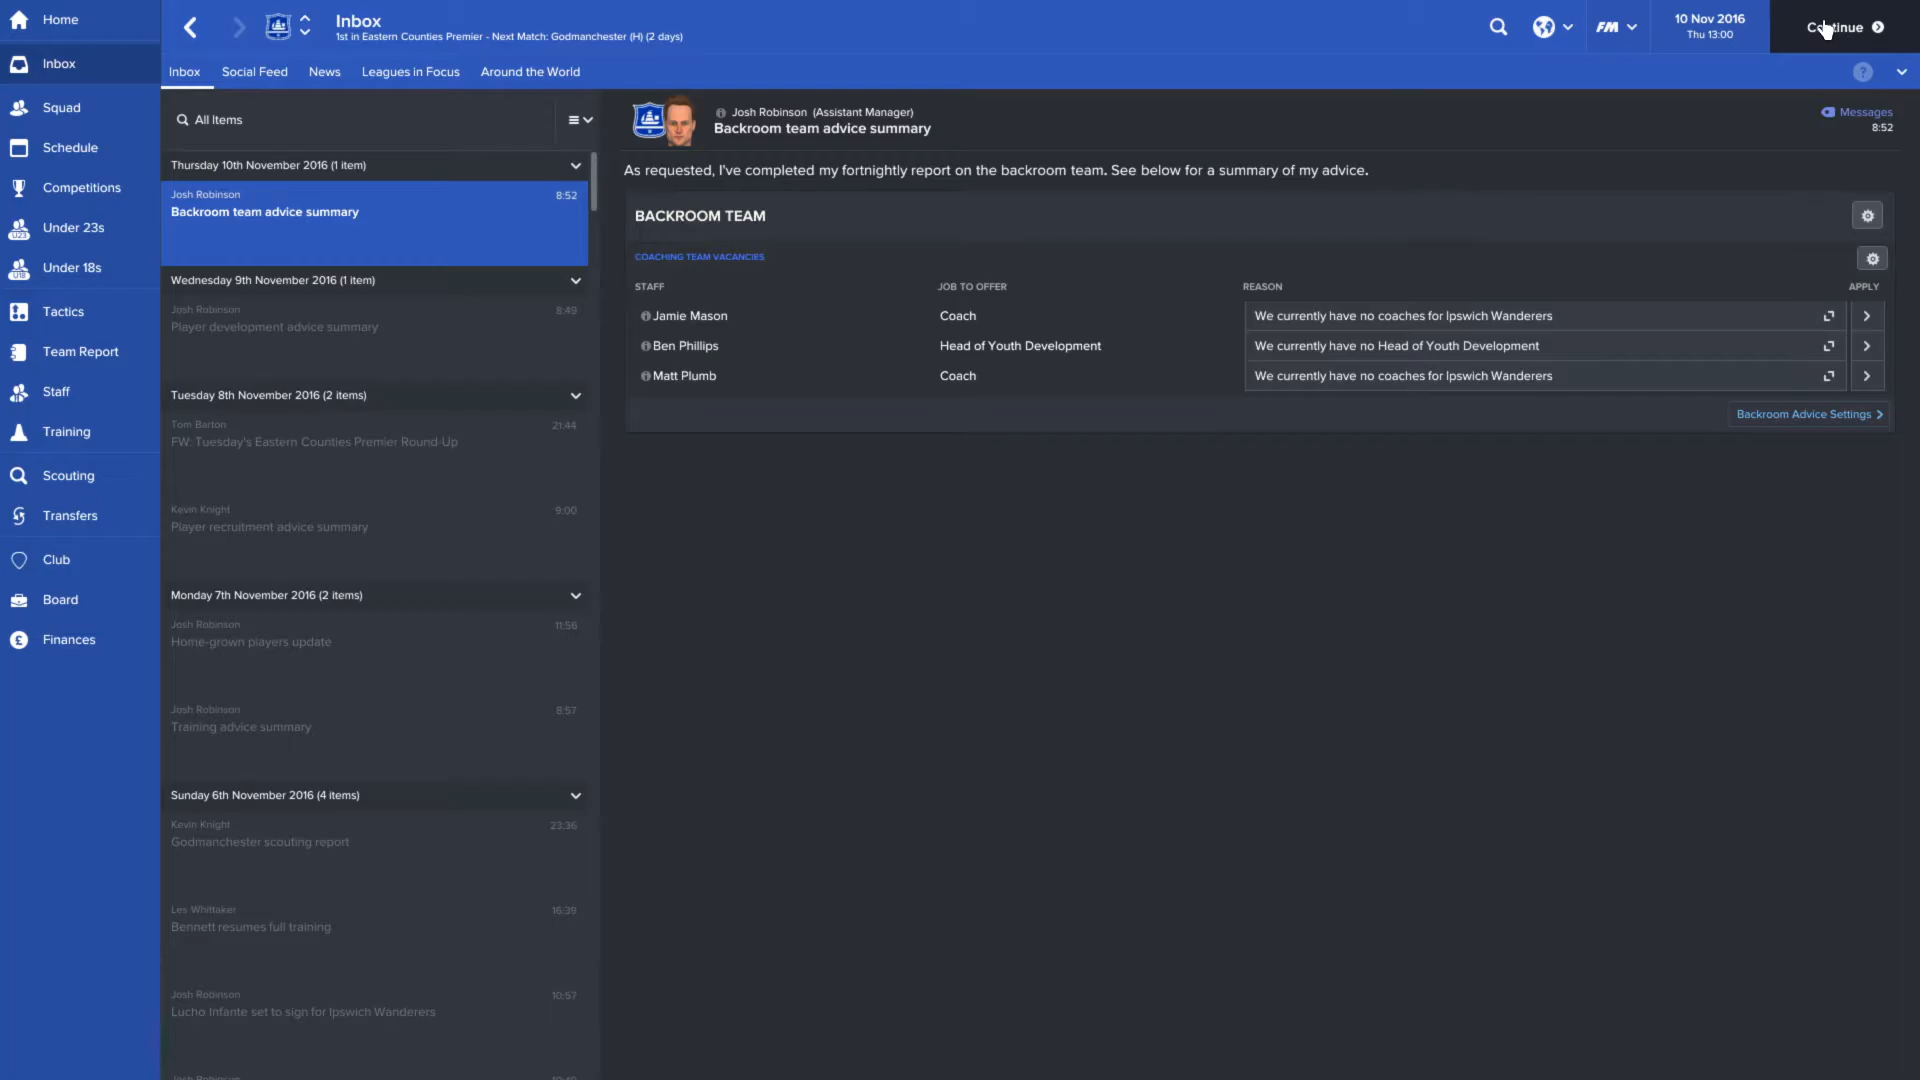 Home
Inbox
Squad
Schedule
Competitions
Under 23s
Under 18s
Tactics
Team Report
Staff
Training
Scouting
Transfers
Club
Board
Finances
Inbox
1st in Eastern Counties Premier - Next Match: Godmanchester (H) (2 days)
FM
10 Nov 2016
Thu 13:00
Continue
Inbox Social Feed News Leagues in Focus Around the World
All Items
Thursday 10th November 2016 (1 item)
Josh Robinson 8:52
Backroom team advice summary
Wednesday 9th November 2016 (1 item)
Josh Robinson 8:49
Player development advice summary
Tuesday 8th November 2016 (2 items)
Tom Barton 21:44
FW: Tuesday's Eastern Counties Premier Round-Up
Kevin Knight 9:00
Player recruitment advice summary
Monday 7th November 2016 (2 items)
Josh Robinson 11:56
Home-grown players update
Josh Robinson 8:57
Training advice summary
Sunday 6th November 2016 (4 items)
Kevin Knight 23:36
Godmanchester scouting report
Les Whittaker 16:39
Bennett resumes full training
Josh Robinson 10:57
Lucho Infante set to sign for Ipswich Wanderers
Josh Robinson (Assistant Manager)
Backroom team advice summary
Messages
8:52
As requested, I've completed my fortnightly report on the backroom team. See below for a summary of my advice.
BACKROOM TEAM
COACHING TEAM VACANCIES
STAFF JOB TO OFFER REASON APPLY
Jamie Mason Coach We currently have no coaches for Ipswich Wanderers
Ben Phillips Head of Youth Development We currently have no Head of Youth Development
Matt Plumb Coach We currently have no coaches for Ipswich Wanderers
Backroom Advice Settings